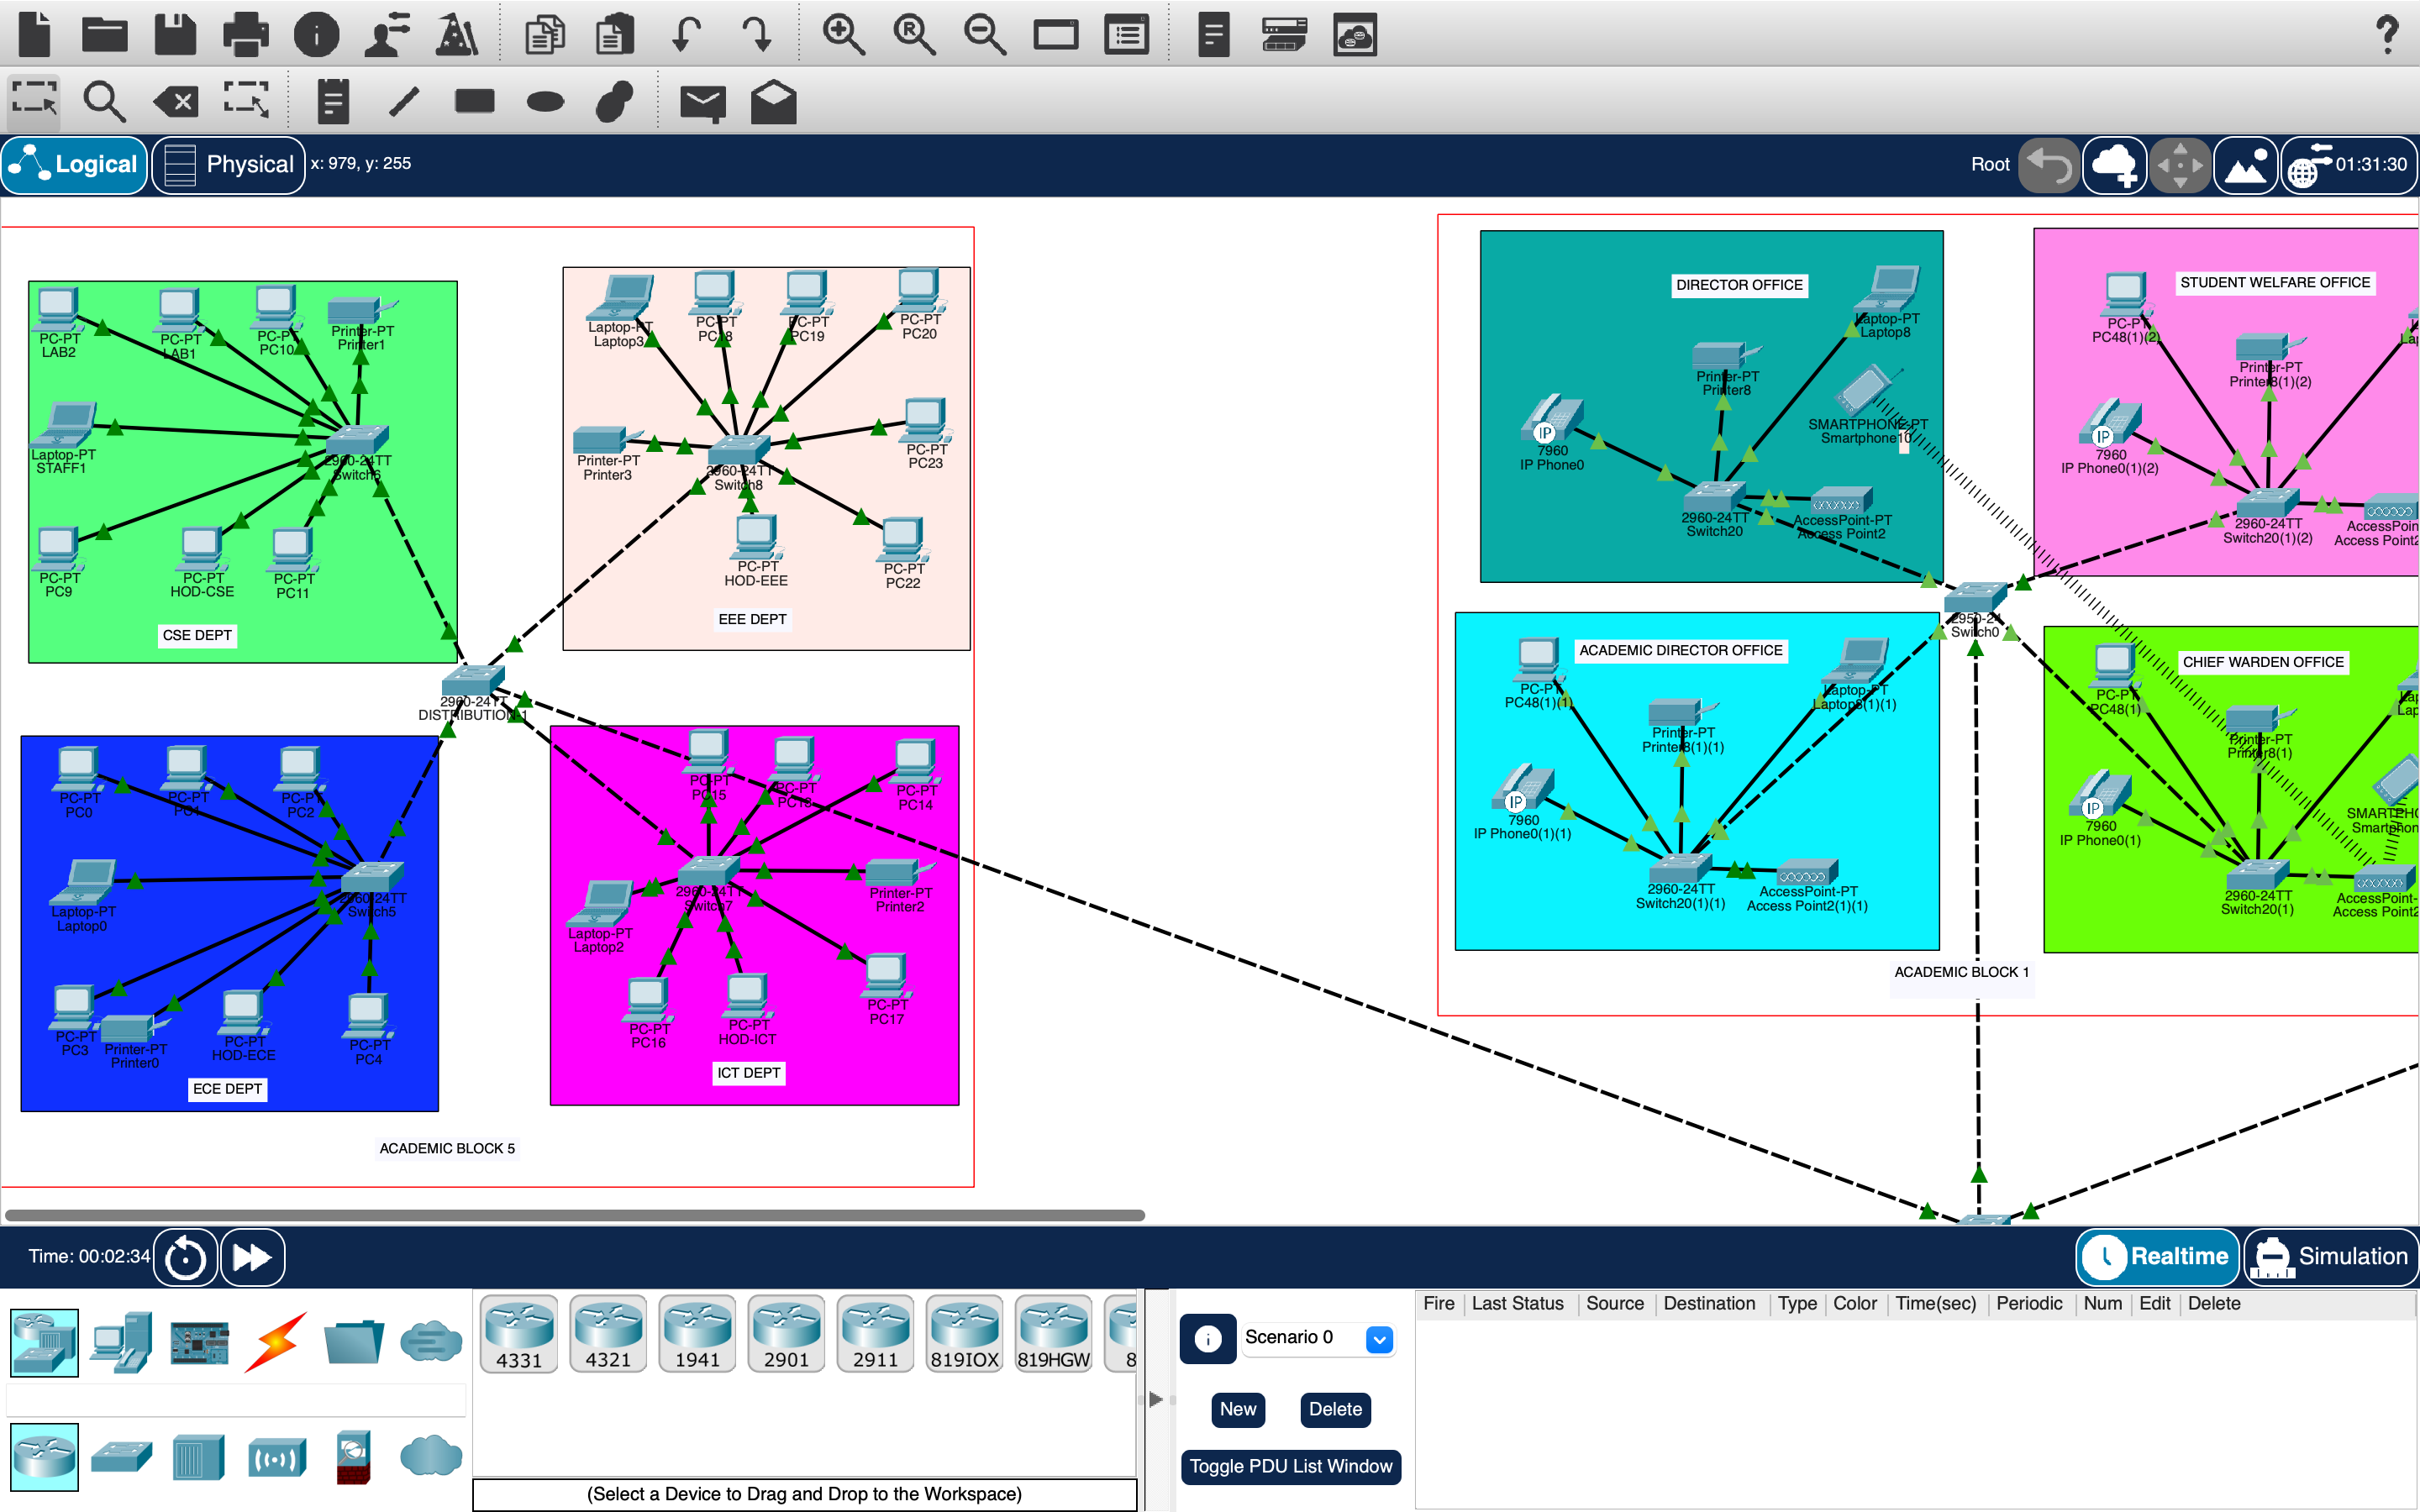 ?
Logical
Physical
x: 979, y: 255
Root
01:31:30
PC-PT
LAB2
PC-PT
LAB1
PC-PT
PC10
Printer-PT
Printer1
Laptop-PT
STAFF1
2960-24TT
Switch6
PC-PT
PC9
PC-PT
HOD-CSE
PC-PT
PC11
CSE DEPT
Laptop-PT
Laptop3
PC-PT
PC18
PC-PT
PC19
PC-PT
PC20
Printer-PT
Printer3
2960-24TT
Switch8
PC-PT
PC23
PC-PT
HOD-EEE
PC-PT
PC22
EEE DEPT
2960-24TT
DISTRIBUTION-1
PC-PT
PC0
PC-PT
PC1
PC-PT
PC2
Laptop-PT
Laptop0
2960-24TT
Switch5
PC-PT
PC3
Printer-PT
Printer0
PC-PT
HOD-ECE
PC-PT
PC4
ECE DEPT
PC-PT
PC15
PC-PT
PC13
PC-PT
PC14
Laptop-PT
Laptop2
2960-24TT
Switch7
Printer-PT
Printer2
PC-PT
PC16
PC-PT
HOD-ICT
PC-PT
PC17
ICT DEPT
ACADEMIC BLOCK 5
DIRECTOR OFFICE
Laptop-PT
Laptop8
Printer-PT
Printer8
SMARTPHONE-PT
Smartphone10
IP
7960
IP Phone0
2960-24TT
Switch20
AccessPoint-PT
Access Point2
STUDENT WELFARE OFFICE
PC-PT
PC48(1)(2)
Printer-PT
Printer8(1)(2)
L
Lap
IP
7960
IP Phone0(1)(2)
2960-24TT
Switch20(1)(2)
AccessPoin
Access Point2
2950-24
Switch0
ACADEMIC DIRECTOR OFFICE
PC-PT
PC48(1)(1)
Printer-PT
Printer8(1)(1)
Laptop-PT
Laptop8(1)(1)
IP
7960
IP Phone0(1)(1)
2960-24TT
Switch20(1)(1)
AccessPoint-PT
Access Point2(1)(1)
CHIEF WARDEN OFFICE
PC-PT
PC48(1)
Printer-PT
Printer8(1)
Lap
Lap
SMARTPHO
Smartphon
IP
7960
IP Phone0(1)
2960-24TT
Switch20(1)
AccessPoint-
Access Point2
ACADEMIC BLOCK 1
Time: 00:02:34
Realtime
Simulation
4331
4321
1941
2901
2911
819IOX
819HGW
8
(Select a Device to Drag and Drop to the Workspace)
Scenario 0
New
Delete
Toggle PDU List Window
Fire
Last Status
Source
Destination
Type
Color
Time(sec)
Periodic
Num
Edit
Delete